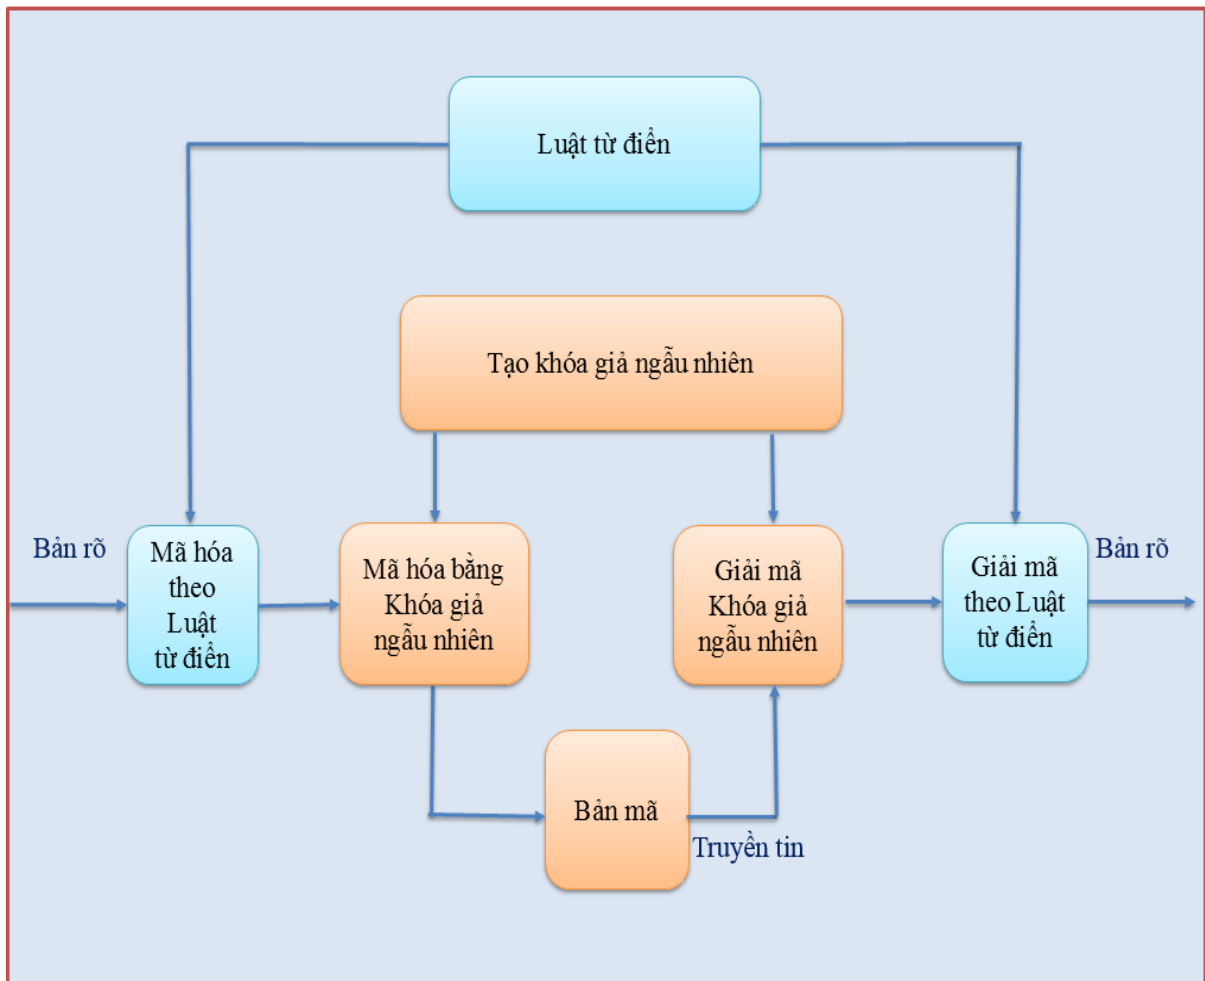 Luật từ điển
Tạo khóa giả ngẫu nhiên
Bản rõ
Mã hóa
theo
Luật
từ điển
Mã hóa bằng
Khóa giả
ngẫu nhiên
Giải mã
Khóa giả
ngẫu nhiên
Giải mã
theo Luật
từ điển
Bản rõ
Bản mã
Truyền tin